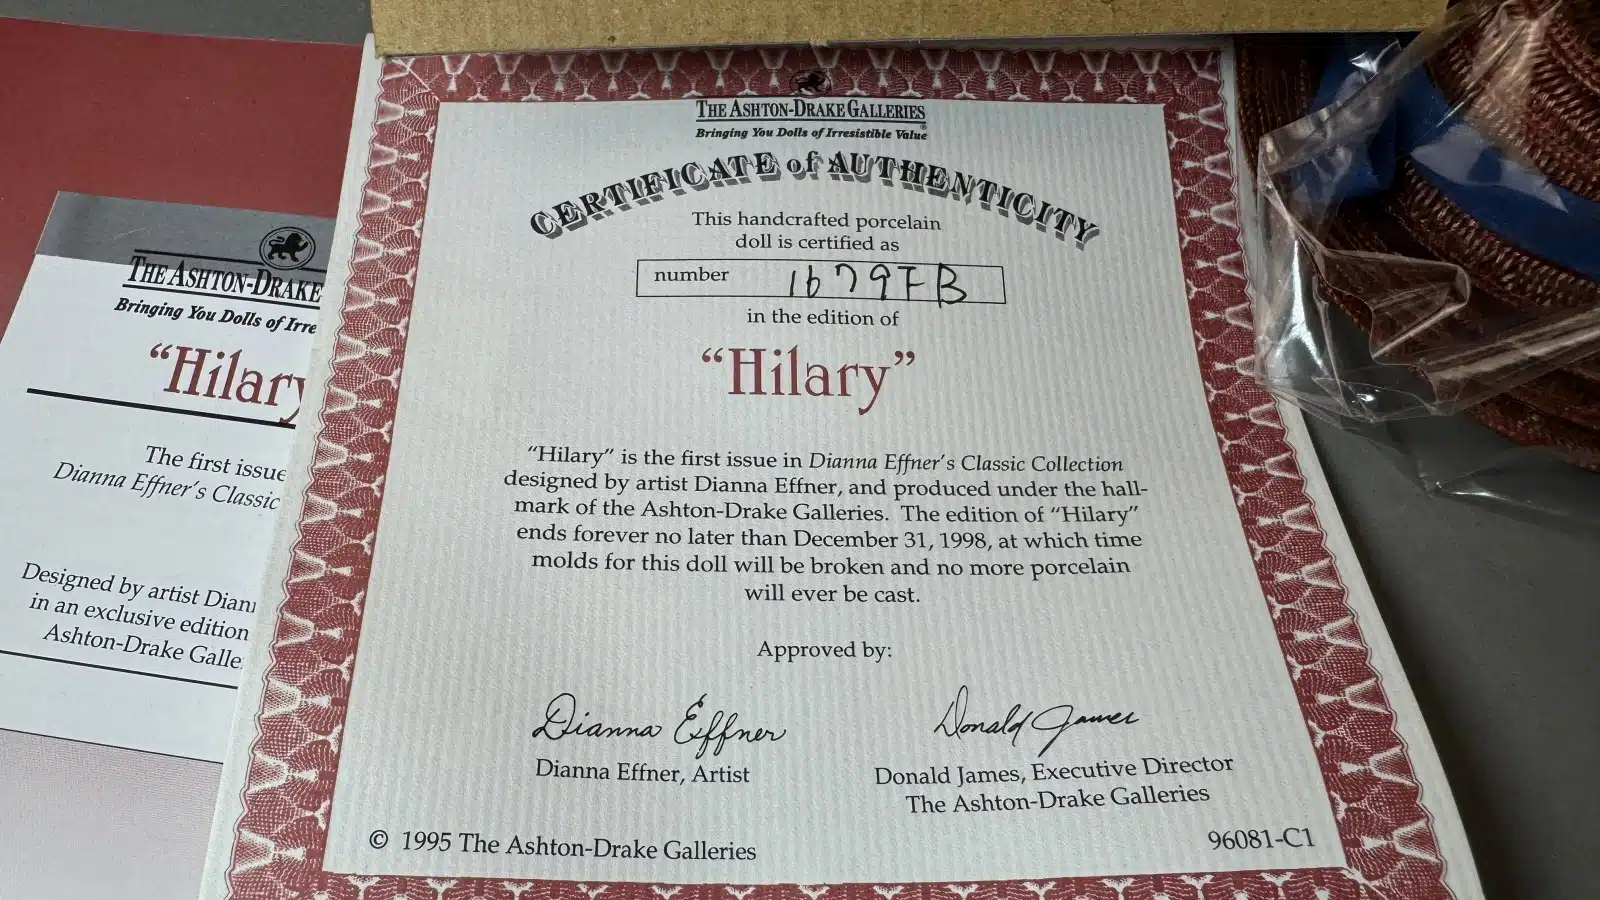 THE ASHTON-DRAKE GALLERIES
Bringing You Dolls of Irresistible Value®
CERTIFICATE of AUTHENTICITY
This handcrafted porcelain
doll is certified as
number 1679FB
in the edition of
“Hilary”
“Hilary” is the first issue in Dianna Effner’s Classic Collection
designed by artist Dianna Effner, and produced under the hall-
mark of the Ashton-Drake Galleries. The edition of “Hilary”
ends forever no later than December 31, 1998, at which time
molds for this doll will be broken and no more porcelain
will ever be cast.
Approved by:
Dianna Effner
Dianna Effner, Artist
Donald James
Donald James, Executive Director
The Ashton-Drake Galleries
© 1995 The Ashton-Drake Galleries
96081-C1
THE ASHTON-DRAKE
Bringing You Dolls of Irre
“Hilary
The first issue
Dianna Effner’s Classic
Designed by artist Diann
in an exclusive edition
Ashton-Drake Galle